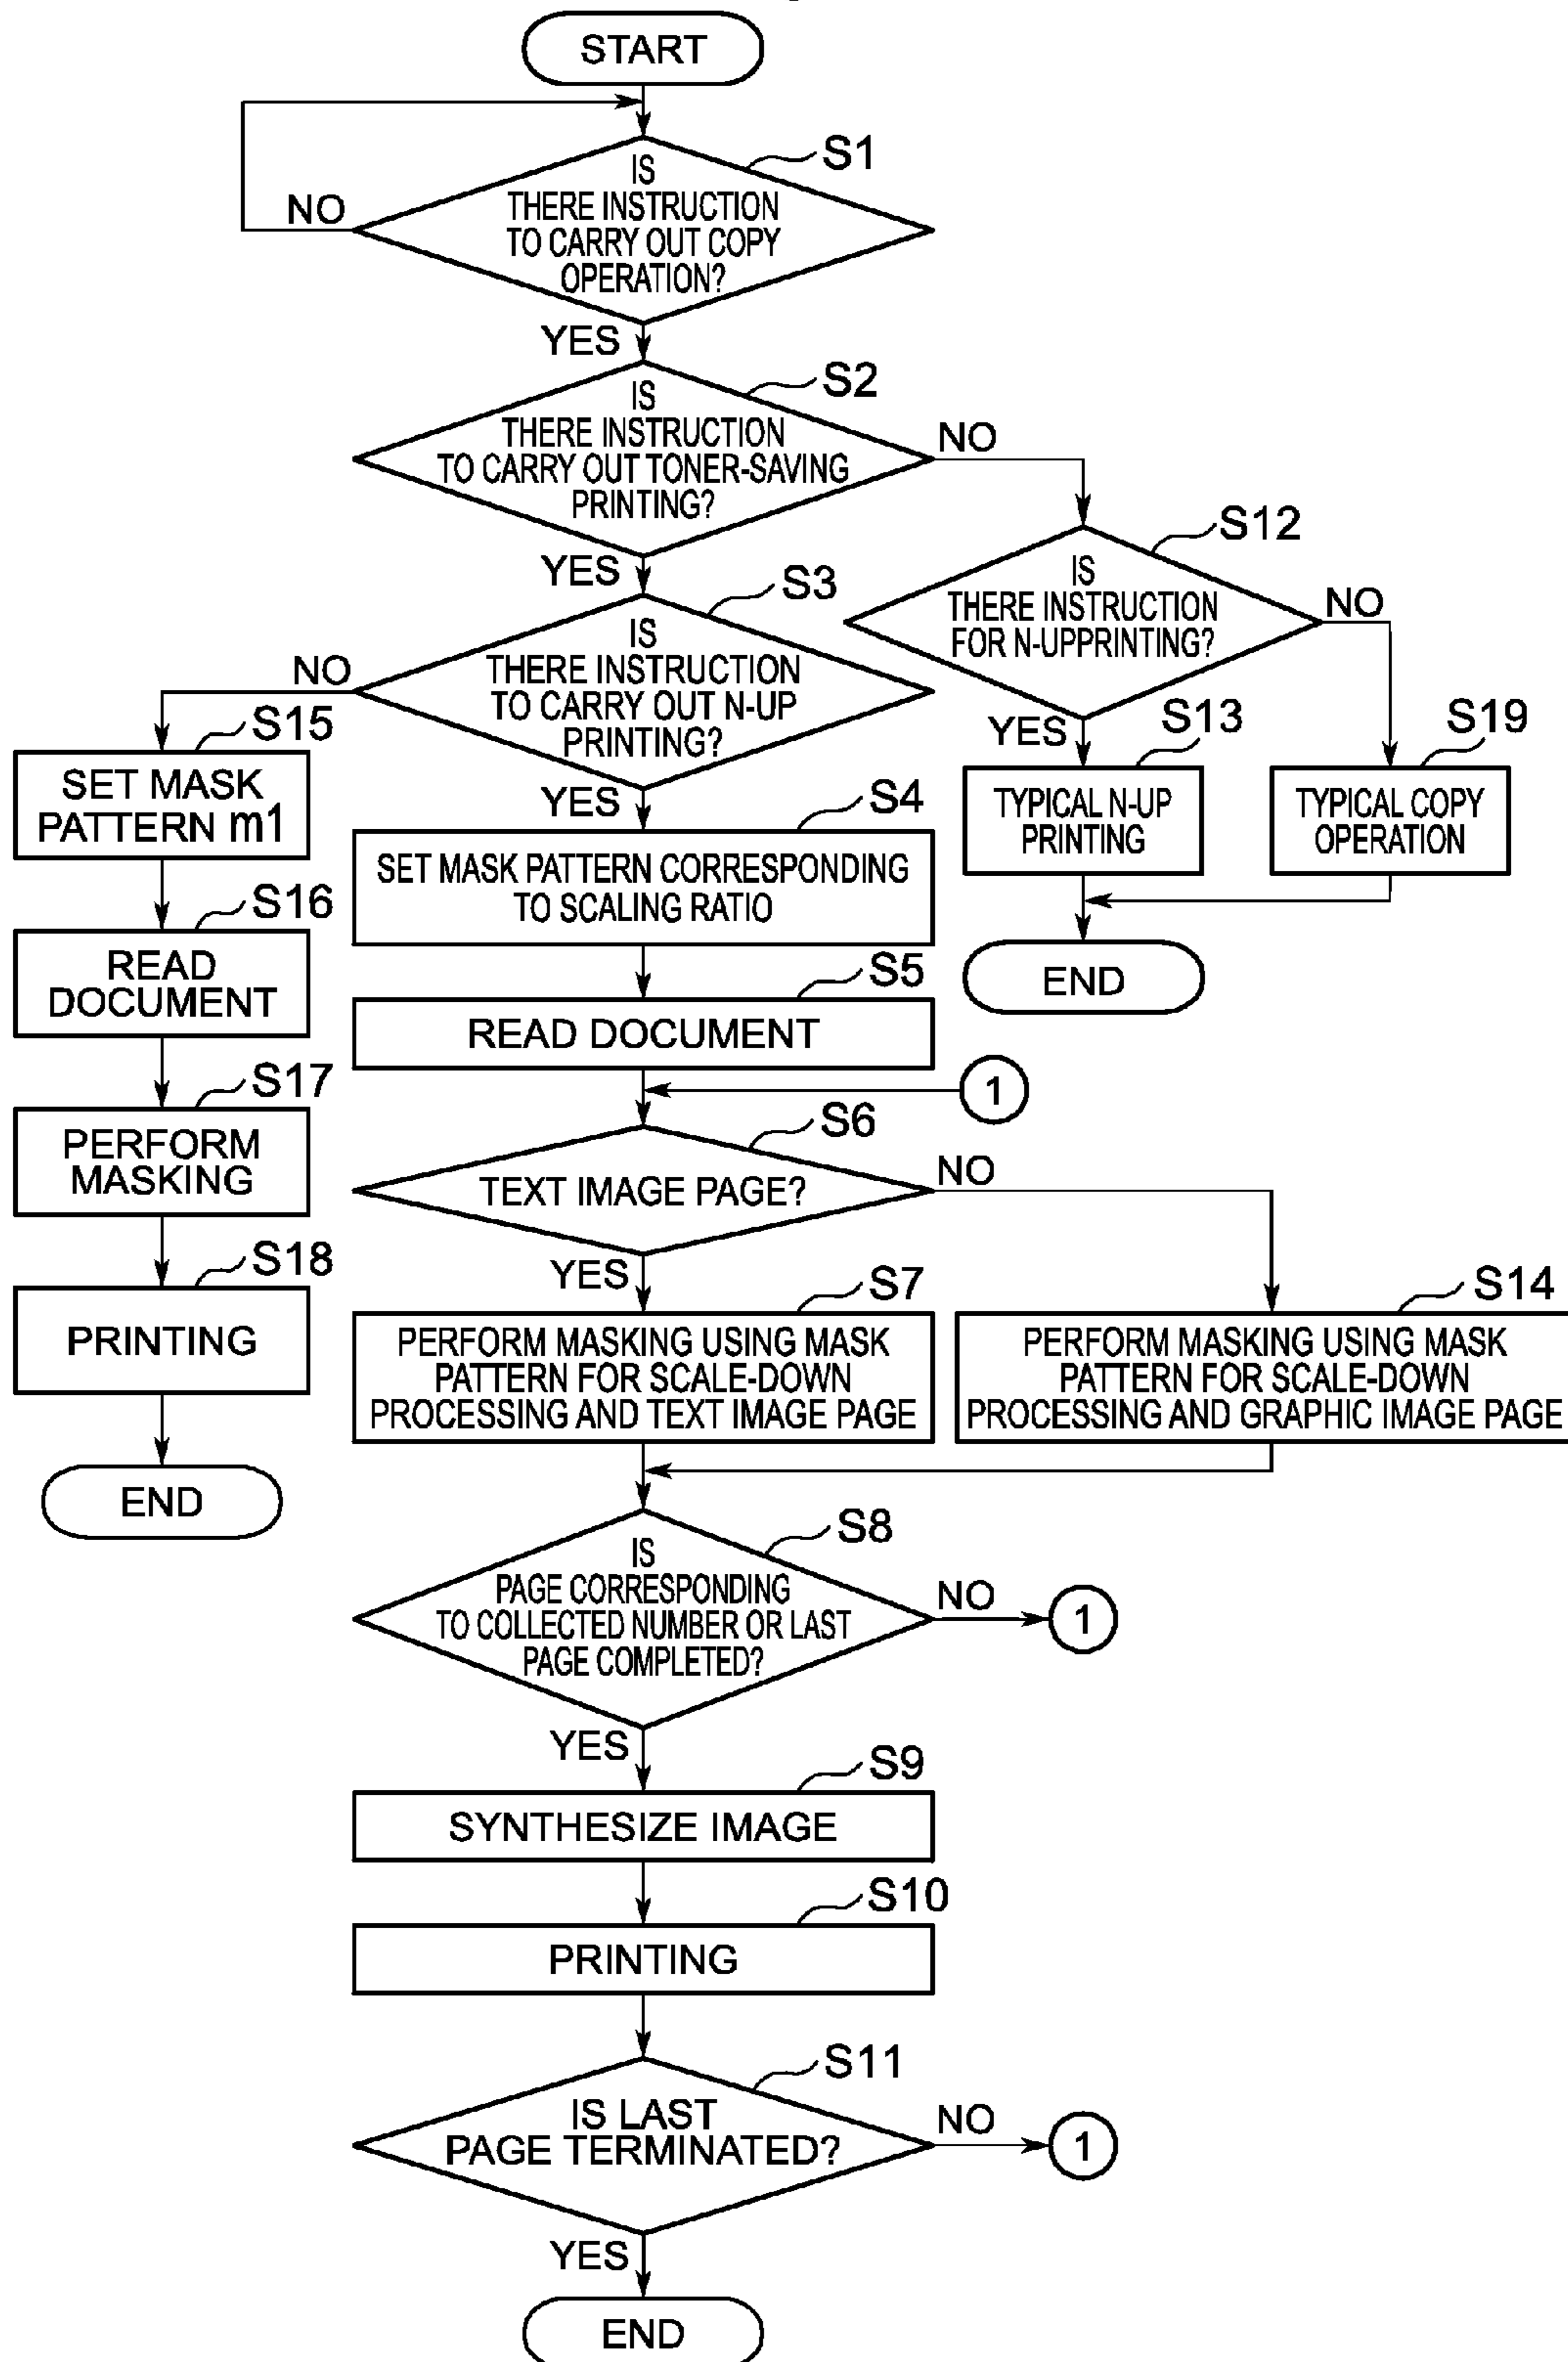 START
S1
IS
THERE INSTRUCTION
TO CARRY OUT COPY
OPERATION?
NO
YES
S2
IS
THERE INSTRUCTION
TO CARRY OUT TONER-SAVING
PRINTING?
NO
YES
S12
IS
THERE INSTRUCTION
FOR N-UPPRINTING?
NO
YES
S3
IS
THERE INSTRUCTION
TO CARRY OUT N-UP
PRINTING?
NO
YES
S13
TYPICAL N-UP
PRINTING
S19
TYPICAL COPY
OPERATION
END
S15
SET MASK
PATTERN m1
S16
READ
DOCUMENT
S17
PERFORM
MASKING
S18
PRINTING
END
S4
SET MASK PATTERN CORRESPONDING
TO SCALING RATIO
S5
READ DOCUMENT
1
S6
TEXT IMAGE PAGE?
NO
YES
S7
PERFORM MASKING USING MASK
PATTERN FOR SCALE-DOWN
PROCESSING AND TEXT IMAGE PAGE
S14
PERFORM MASKING USING MASK
PATTERN FOR SCALE-DOWN
PROCESSING AND GRAPHIC IMAGE PAGE
S8
IS
PAGE CORRESPONDING
TO COLLECTED NUMBER OR LAST
PAGE COMPLETED?
NO
1
YES
S9
SYNTHESIZE IMAGE
S10
PRINTING
S11
IS LAST
PAGE TERMINATED?
NO
1
YES
END